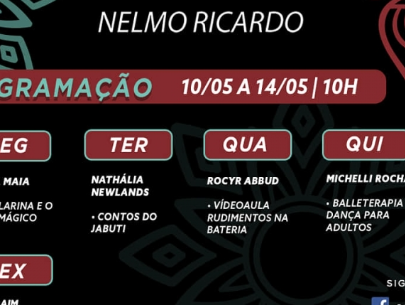 NELMO RICARDO
GRAMAÇÃO 10/05 A 14/05 | 10H
EG TER QUA QUI
MAIA
LARINA E O
MÁGICO
NATHÁLIA
NEWLANDS
• CONTOS DO
JABUTI
ROCYR ABBUD
• VÍDEOAULA
RUDIMENTOS NA
BATERIA
MICHELLI ROCHA
• BALLETERAPIA
DANÇA PARA
ADULTOS
EX
SIG
f